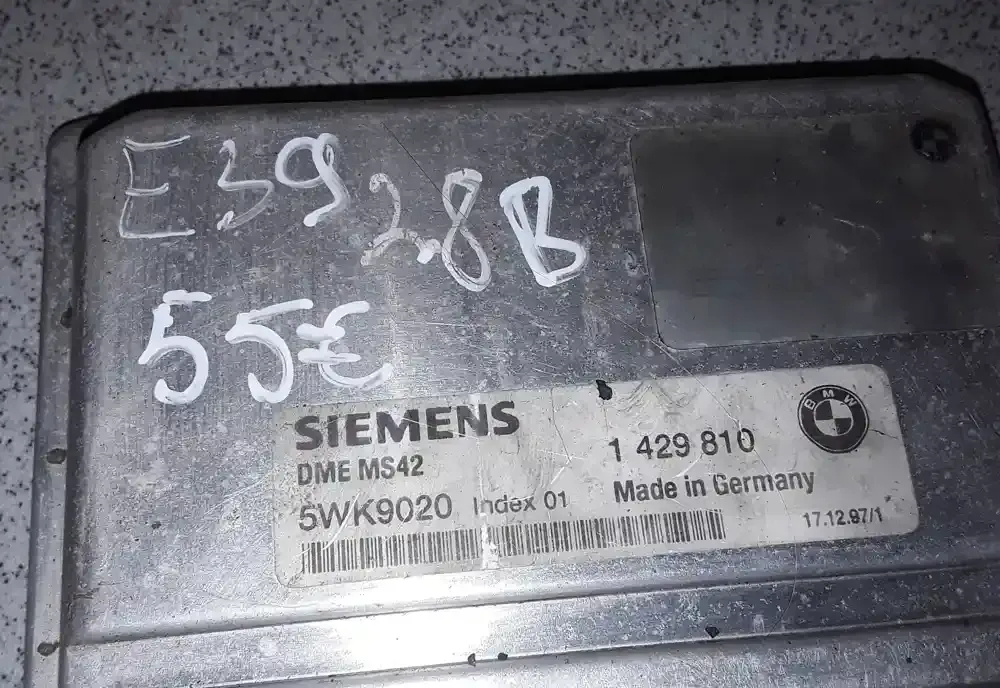 E39 2.8B
55€
SIEMENS
DME MS42
5WK9020 Index 01
1 429 810
Made in Germany
17.12.97/1
BMW